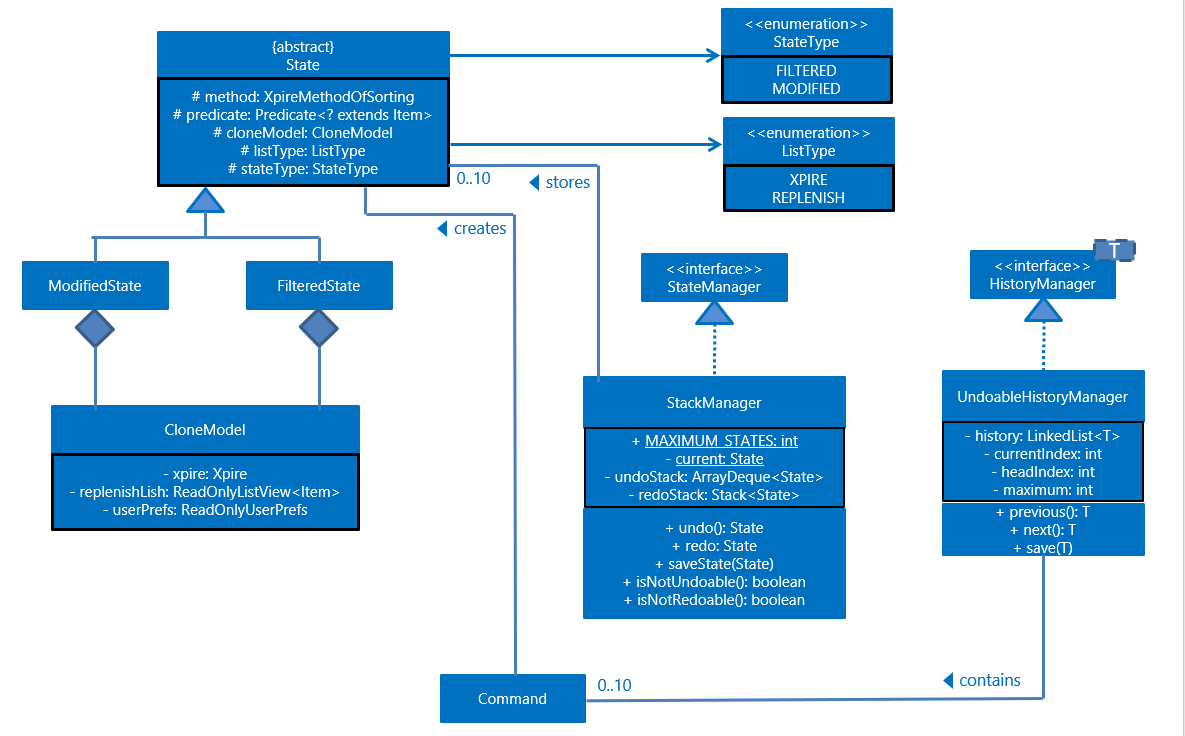 {abstract}
State
# method: XpireMethodOfSorting
# predicate: Predicate<? extends Item>
# cloneModel: CloneModel
# listType: ListType
# stateType: StateType
<<enumeration>>
StateType
FILTERED
MODIFIED
<<enumeration>>
ListType
XPIRE
REPLENISH
0..10
stores
creates
ModifiedState
FilteredState
CloneModel
- xpire: Xpire
- replenishLish: ReadOnlyListView<Item>
- userPrefs: ReadOnlyUserPrefs
<<interface>>
StateManager
StackManager
+ MAXIMUM_STATES: int
- current: State
- undoStack: ArrayDeque<State>
- redoStack: Stack<State>
+ undo(): State
+ redo: State
+ saveState(State)
+ isNotUndoable(): boolean
+ isNotRedoable(): boolean
T
<<interface>>
HistoryManager
UndoableHistoryManager
- history: LinkedList<T>
- currentIndex: int
- headIndex: int
- maximum: int
+ previous(): T
+ next(): T
+ save(T)
Command
0..10
contains